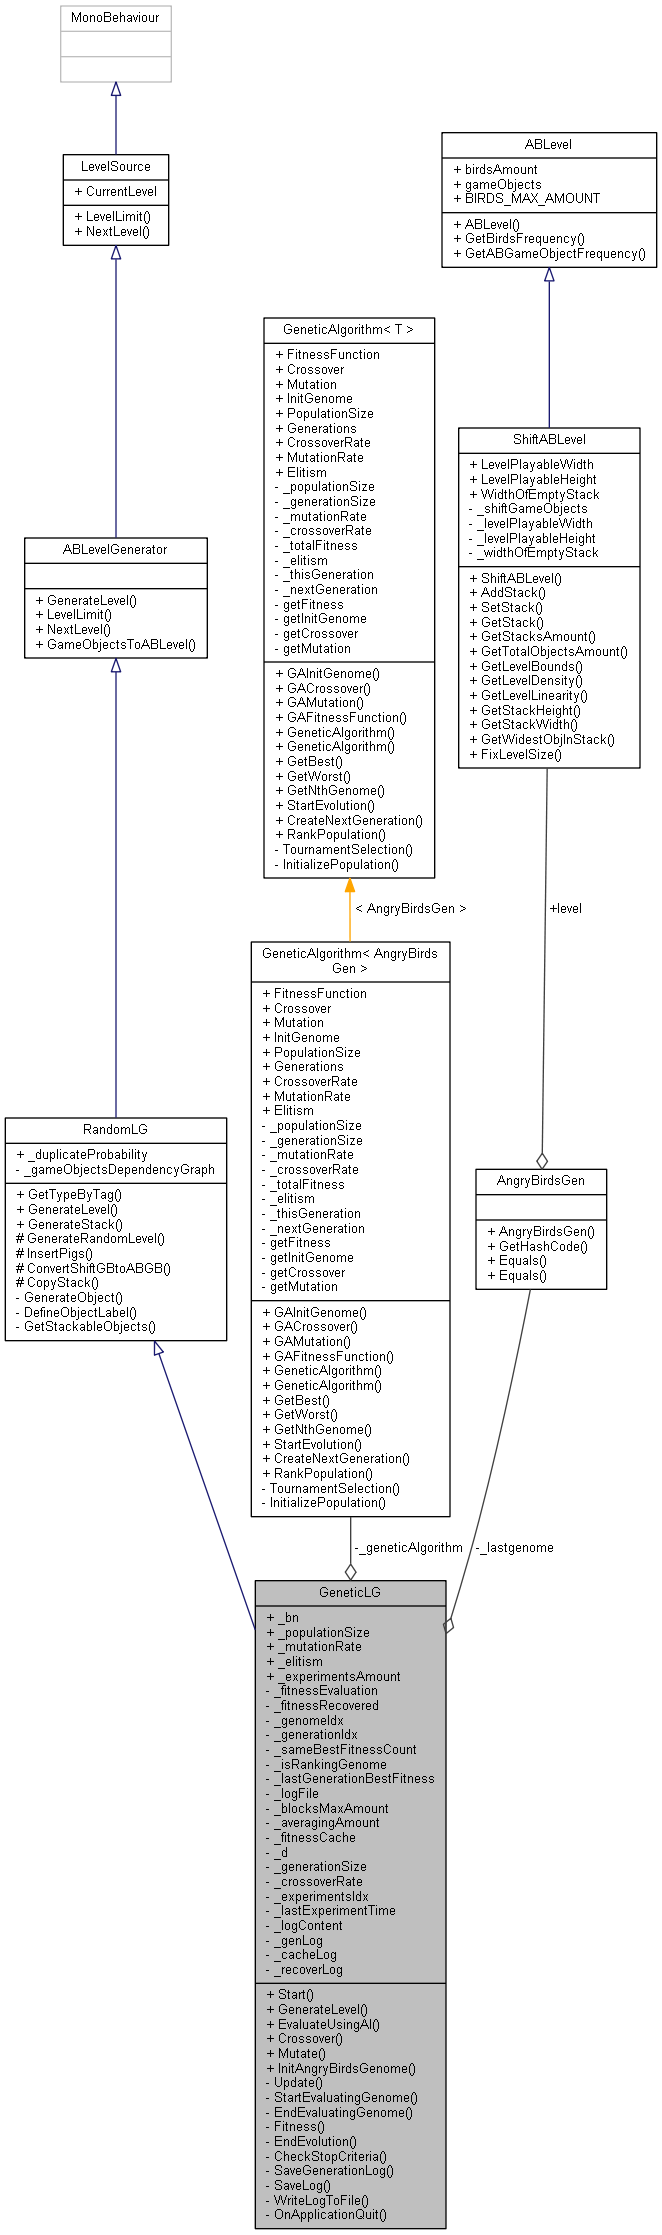 MonoBehaviour
LevelSource
+ CurrentLevel
+ LevelLimit()
+ NextLevel()
ABLevel
+ birdsAmount
+ gameObjects
+ BIRDS_MAX_AMOUNT
+ ABLevel()
+ GetBirdsFrequency()
+ GetABGameObjectFrequency()
GeneticAlgorithm< T >
+ FitnessFunction
+ Crossover
+ Mutation
+ InitGenome
+ PopulationSize
+ Generations
+ CrossoverRate
+ MutationRate
+ Elitism
- _populationSize
- _generationSize
- _mutationRate
- _crossoverRate
- _totalFitness
- _elitism
- _thisGeneration
- _nextGeneration
- getFitness
- getInitGenome
- getCrossover
- getMutation
+ GAInitGenome()
+ GACrossover()
+ GAMutation()
+ GAFitnessFunction()
+ GeneticAlgorithm()
+ GeneticAlgorithm()
+ GetBest()
+ GetWorst()
+ GetNthGenome()
+ StartEvolution()
+ CreateNextGeneration()
+ RankPopulation()
- TournamentSelection()
- InitializePopulation()
ShiftABLevel
+ LevelPlayableWidth
+ LevelPlayableHeight
+ WidthOfEmptyStack
- _shiftGameObjects
- _levelPlayableWidth
- _levelPlayableHeight
- _widthOfEmptyStack
+ ShiftABLevel()
+ AddStack()
+ SetStack()
+ GetStack()
+ GetStacksAmount()
+ GetTotalObjectsAmount()
+ GetLevelBounds()
+ GetLevelDensity()
+ GetLevelLinearity()
+ GetStackHeight()
+ GetStackWidth()
+ GetWidestObjInStack()
+ FixLevelSize()
ABLevelGenerator
+ GenerateLevel()
+ LevelLimit()
+ NextLevel()
+ GameObjectsToABLevel()
< AngryBirdsGen >
+level
GeneticAlgorithm< AngryBirds
Gen >
+ FitnessFunction
+ Crossover
+ Mutation
+ InitGenome
+ PopulationSize
+ Generations
+ CrossoverRate
+ MutationRate
+ Elitism
- _populationSize
- _generationSize
- _mutationRate
- _crossoverRate
- _totalFitness
- _elitism
- _thisGeneration
- _nextGeneration
- getFitness
- getInitGenome
- getCrossover
- getMutation
+ GAInitGenome()
+ GACrossover()
+ GAMutation()
+ GAFitnessFunction()
+ GeneticAlgorithm()
+ GeneticAlgorithm()
+ GetBest()
+ GetWorst()
+ GetNthGenome()
+ StartEvolution()
+ CreateNextGeneration()
+ RankPopulation()
- TournamentSelection()
- InitializePopulation()
RandomLG
+ _duplicateProbability
- _gameObjectsDependencyGraph
+ GetTypeByTag()
+ GenerateLevel()
+ GenerateStack()
# GenerateRandomLevel()
# InsertPigs()
# ConvertShiftGBtoABGB()
# CopyStack()
- GenerateObject()
- DefineObjectLabel()
- GetStackableObjects()
AngryBirdsGen
+ AngryBirdsGen()
+ GetHashCode()
+ Equals()
+ Equals()
-_geneticAlgorithm
-_lastgenome
GeneticLG
+ _bn
+ _populationSize
+ _mutationRate
+ _elitism
+ _experimentsAmount
- _fitnessEvaluation
- _fitnessRecovered
- _genomeIdx
- _generationIdx
- _sameBestFitnessCount
- _isRankingGenome
- _lastGenerationBestFitness
- _logFile
- _blocksMaxAmount
- _averagingAmount
- _fitnessCache
- _d
- _generationSize
- _crossoverRate
- _experimentsIdx
- _lastExperimentTime
- _logContent
- _genLog
- _cacheLog
- _recoverLog
+ Start()
+ GenerateLevel()
+ EvaluateUsingAI()
+ Crossover()
+ Mutate()
+ InitAngryBirdsGenome()
- Update()
- StartEvaluatingGenome()
- EndEvaluatingGenome()
- Fitness()
- EndEvolution()
- CheckStopCriteria()
- SaveGenerationLog()
- SaveLog()
- WriteLogToFile()
- OnApplicationQuit()